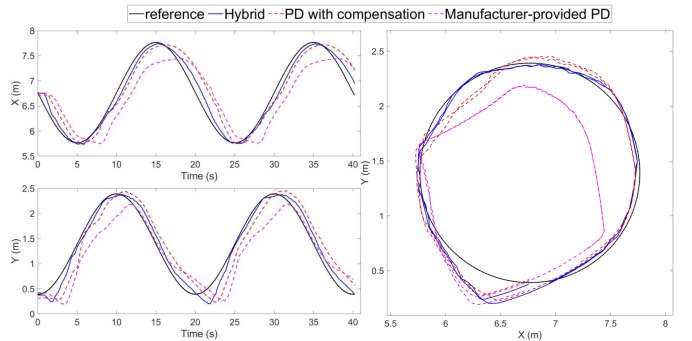 reference Hybrid PD with compensation Manufacturer-provided PD
8
7.5
7
6.5
6
5.5
X (m)
0 5 10 15 20 25 30 35 40
Time (s)
2.5
2
1.5
1
0.5
0
Y (m)
0 5 10 15 20 25 30 35 40
Time (s)
2.5
2
1.5
1
0.5
Y (m)
5.5 6 6.5 7 7.5 8
X (m)